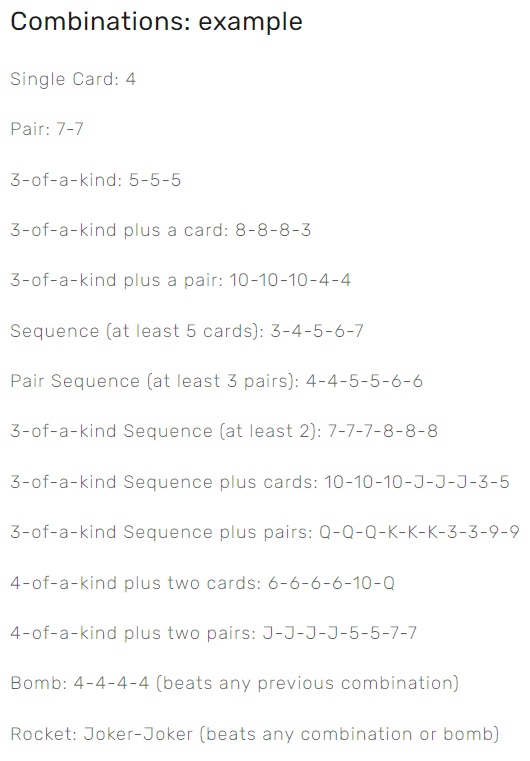 Combinations: example
Single Card: 4
Pair: 7-7
3-of-a-kind: 5-5-5
3-of-a-kind plus a card: 8-8-8-3
3-of-a-kind plus a pair: 10-10-10-4-4
Sequence (at least 5 cards): 3-4-5-6-7
Pair Sequence (at least 3 pairs): 4-4-5-5-6-6
3-of-a-kind Sequence (at least 2): 7-7-7-8-8-8
3-of-a-kind Sequence plus cards: 10-10-10-J-J-J-3-5
3-of-a-kind Sequence plus pairs: Q-Q-Q-K-K-K-3-3-9-9
4-of-a-kind plus two cards: 6-6-6-6-10-Q
4-of-a-kind plus two pairs: J-J-J-J-5-5-7-7
Bomb: 4-4-4-4 (beats any previous combination)
Rocket: Joker-Joker (beats any combination or bomb)